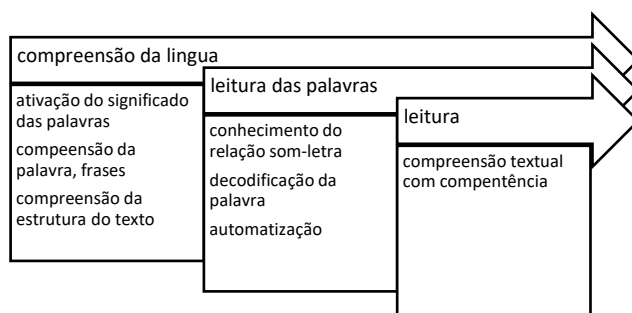 compreensão da lingua
ativação do significado
das palavras
compeensão da
palavra, frases
compreensão da
estrutura do texto
leitura das palavras
conhecimento do
relação som-letra
decodificação da
palavra
automatização
leitura
compreensão textual
com compentência